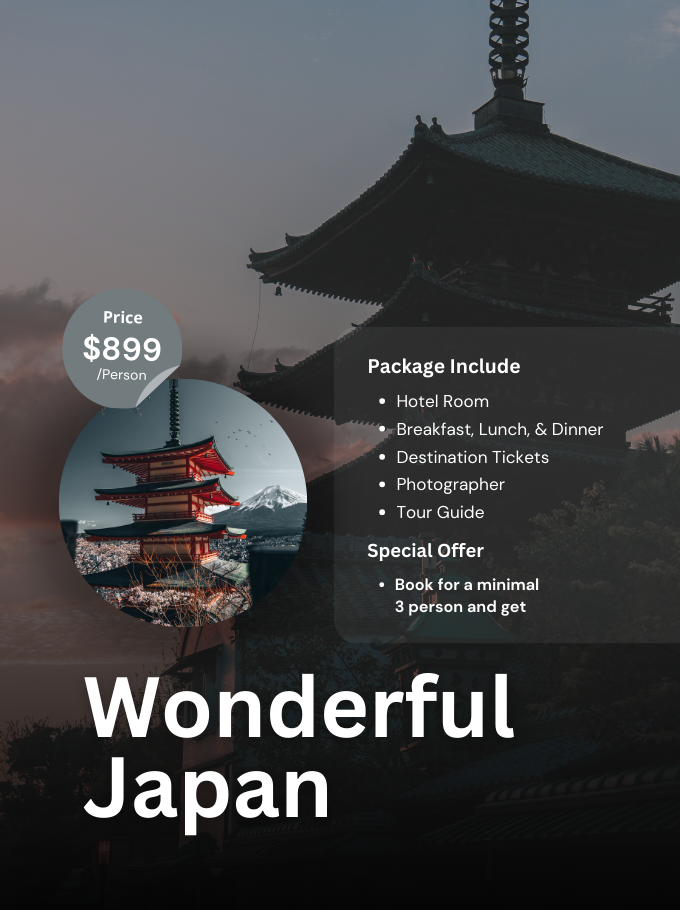 Price
$899
/Person
Package Include
Hotel Room
Breakfast, Lunch, & Dinner
Destination Tickets
Photographer
Tour Guide
Special Offer
Book for a minimal
3 person and get
Wonderful
Japan